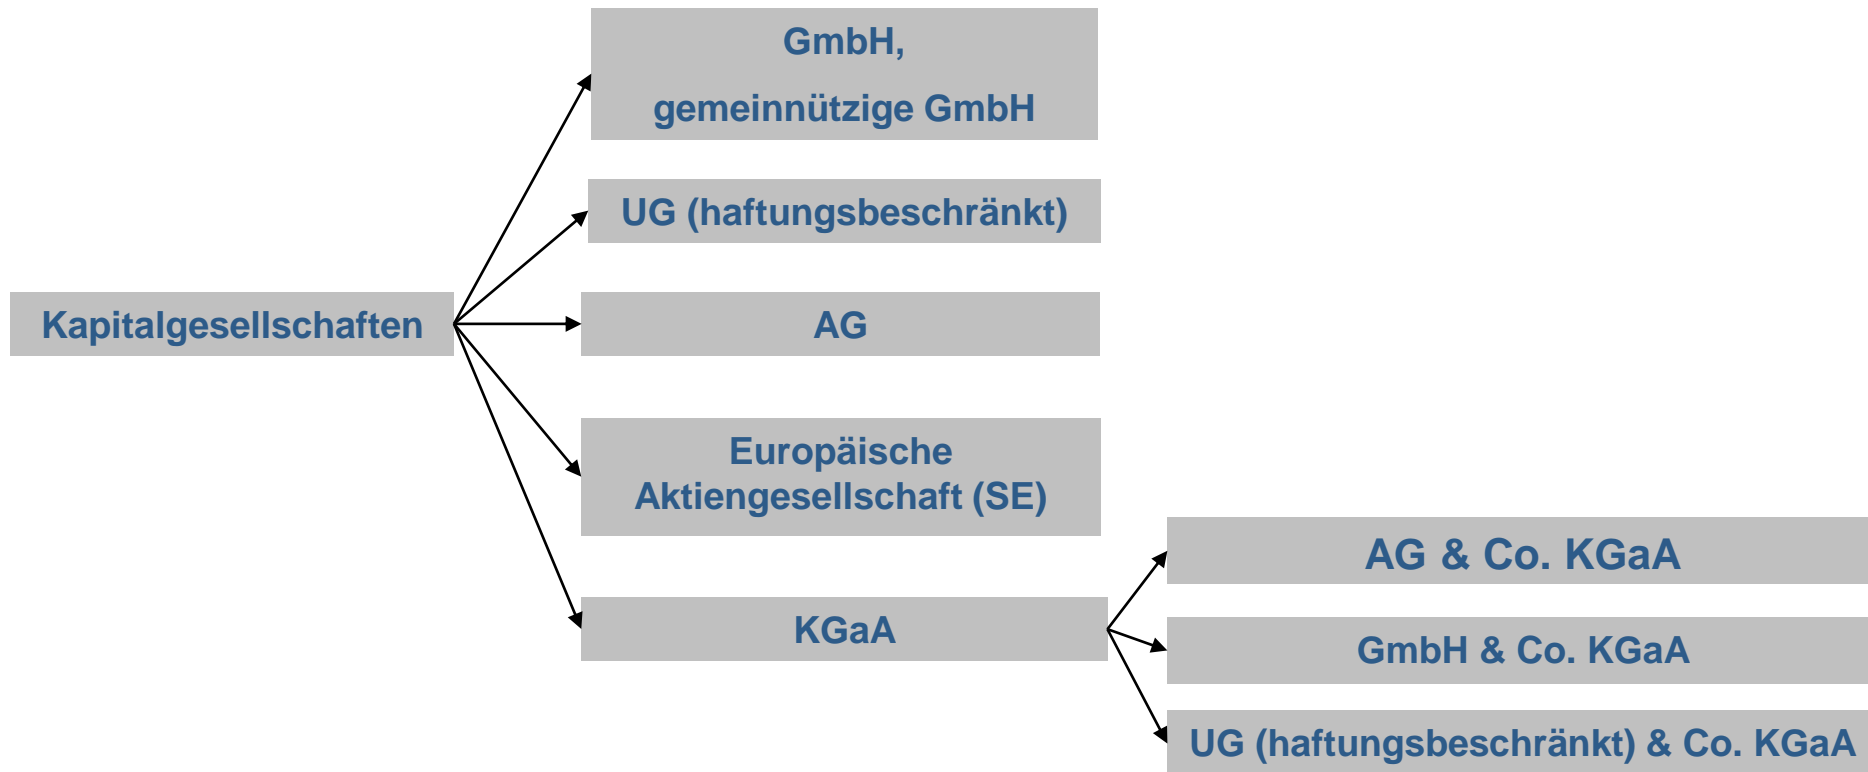 GmbH,
gemeinnützige GmbH
UG (haftungsbeschränkt)
Kapitalgesellschaften
AG
Europäische
Aktiengesellschaft (SE)
KGaA
AG & Co. KGaA
GmbH & Co. KGaA
UG (haftungsbeschränkt) & Co. KGaA